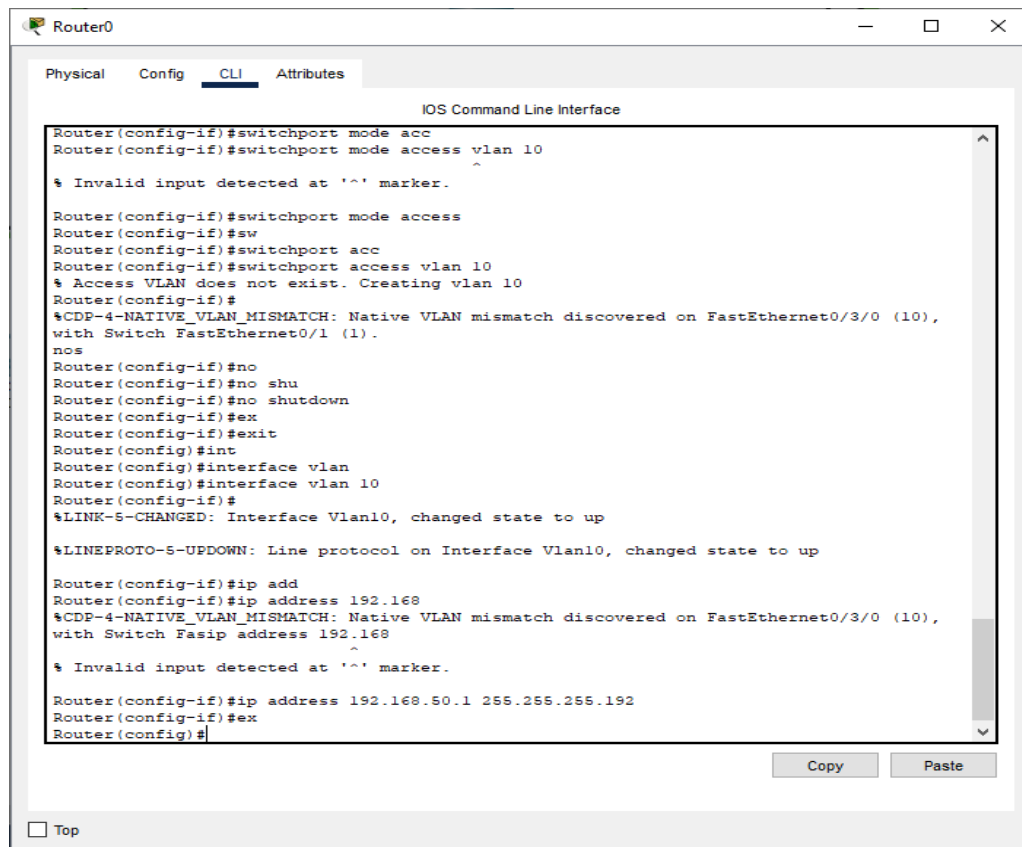 Router0
Physical Config CLI Attributes
IOS Command Line Interface
Router(config-if)#switchport mode acc
Router(config-if)#switchport mode access vlan 10
^
% Invalid input detected at '^' marker.
Router(config-if)#switchport mode access
Router(config-if)#sw
Router(config-if)#switchport acc
Router(config-if)#switchport access vlan 10
% Access VLAN does not exist. Creating vlan 10
Router(config-if)#
%CDP-4-NATIVE_VLAN_MISMATCH: Native VLAN mismatch discovered on FastEthernet0/3/0 (10),
with Switch FastEthernet0/1 (1).
nos
Router(config-if)#no
Router(config-if)#no shu
Router(config-if)#no shutdown
Router(config-if)#ex
Router(config-if)#exit
Router(config)#int
Router(config)#interface vlan
Router(config)#interface vlan 10
Router(config-if)#
%LINK-5-CHANGED: Interface Vlan10, changed state to up
%LINEPROTO-5-UPDOWN: Line protocol on Interface Vlan10, changed state to up
Router(config-if)#ip add
Router(config-if)#ip address 192.168
%CDP-4-NATIVE_VLAN_MISMATCH: Native VLAN mismatch discovered on FastEthernet0/3/0 (10),
with Switch Fasip address 192.168
^
% Invalid input detected at '^' marker.
Router(config-if)#ip address 192.168.50.1 255.255.255.192
Router(config-if)#ex
Router(config)#
Copy Paste
Top